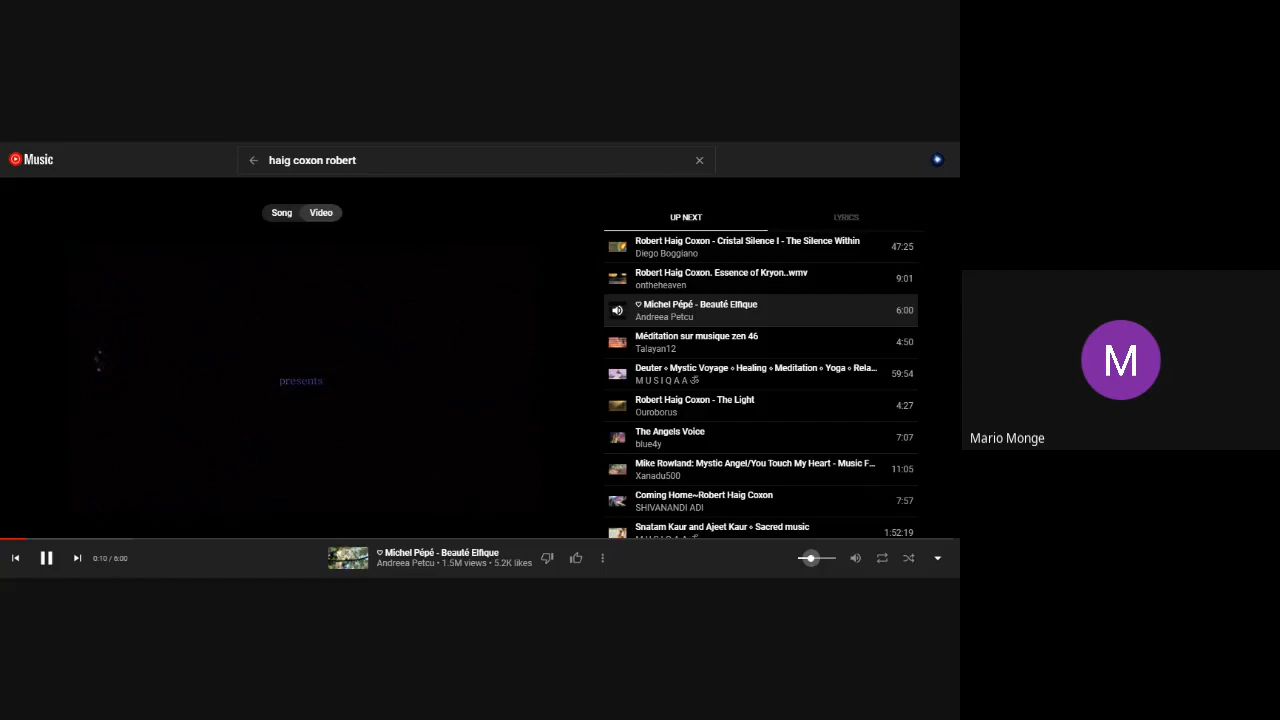 Music
haig coxon robert
Song Video
presents
UP NEXT LYRICS
Robert Haig Coxon - Cristal Silence I - The Silence Within
Diego Boggiano
47:25
Robert Haig Coxon. Essence of Kryon..wmv
ontheheaven
9:01
♡ Michel Pépé - Beauté Elfique
Andreea Petcu
6:00
Méditation sur musique zen 46
Talayan12
4:50
Deuter ⋄ Mystic Voyage ⋄ Healing ⋄ Meditation ⋄ Yoga ⋄ Rela...
M U S I Q A A ॐ
59:54
Robert Haig Coxon - The Light
Ouroborus
4:27
The Angels Voice
blue4y
7:07
Mike Rowland: Mystic Angel/You Touch My Heart - Music F...
Xanadu500
11:05
Coming Home~Robert Haig Coxon
SHIVANANDI ADI
7:57
Snatam Kaur and Ajeet Kaur ⋄ Sacred music
M U S I Q A A ॐ
1:52:19
0:10 / 6:00
♡ Michel Pépé - Beauté Elfique
Andreea Petcu • 1.5M views • 5.2K likes
M
Mario Monge